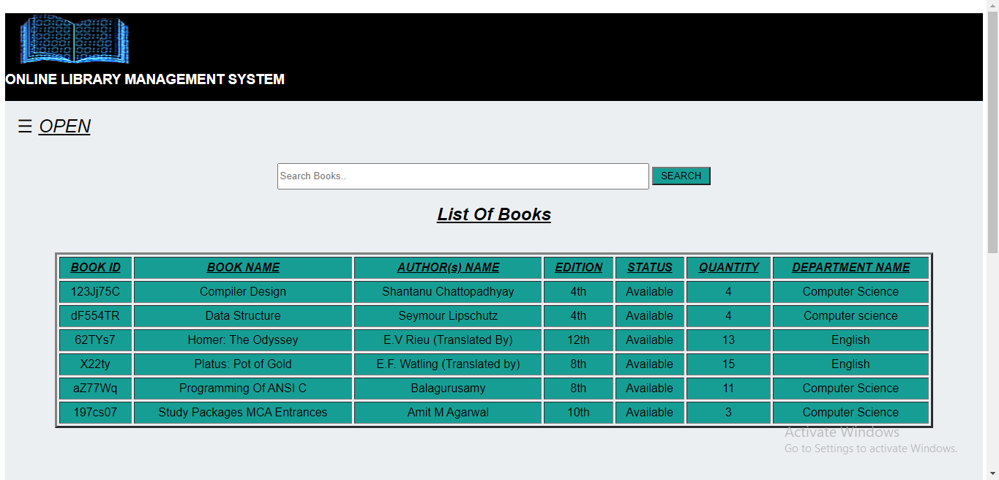 ONLINE LIBRARY MANAGEMENT SYSTEM
☰ OPEN
Search Books.. SEARCH
List Of Books
BOOK ID BOOK NAME AUTHOR(s) NAME EDITION STATUS QUANTITY DEPARTMENT NAME
123Jj75C Compiler Design Shantanu Chattopadhyay 4th Available 4 Computer Science
dF554TR Data Structure Seymour Lipschutz 4th Available 4 Computer science
62TYs7 Homer: The Odyssey E.V Rieu (Translated By) 12th Available 13 English
X22ty Platus: Pot of Gold E.F. Watling (Translated by) 8th Available 15 English
aZ77Wq Programming Of ANSI C Balagurusamy 8th Available 11 Computer Science
197cs07 Study Packages MCA Entrances Amit M Agarwal 10th Available 3 Computer Science
Activate Windows
Go to Settings to activate Windows.